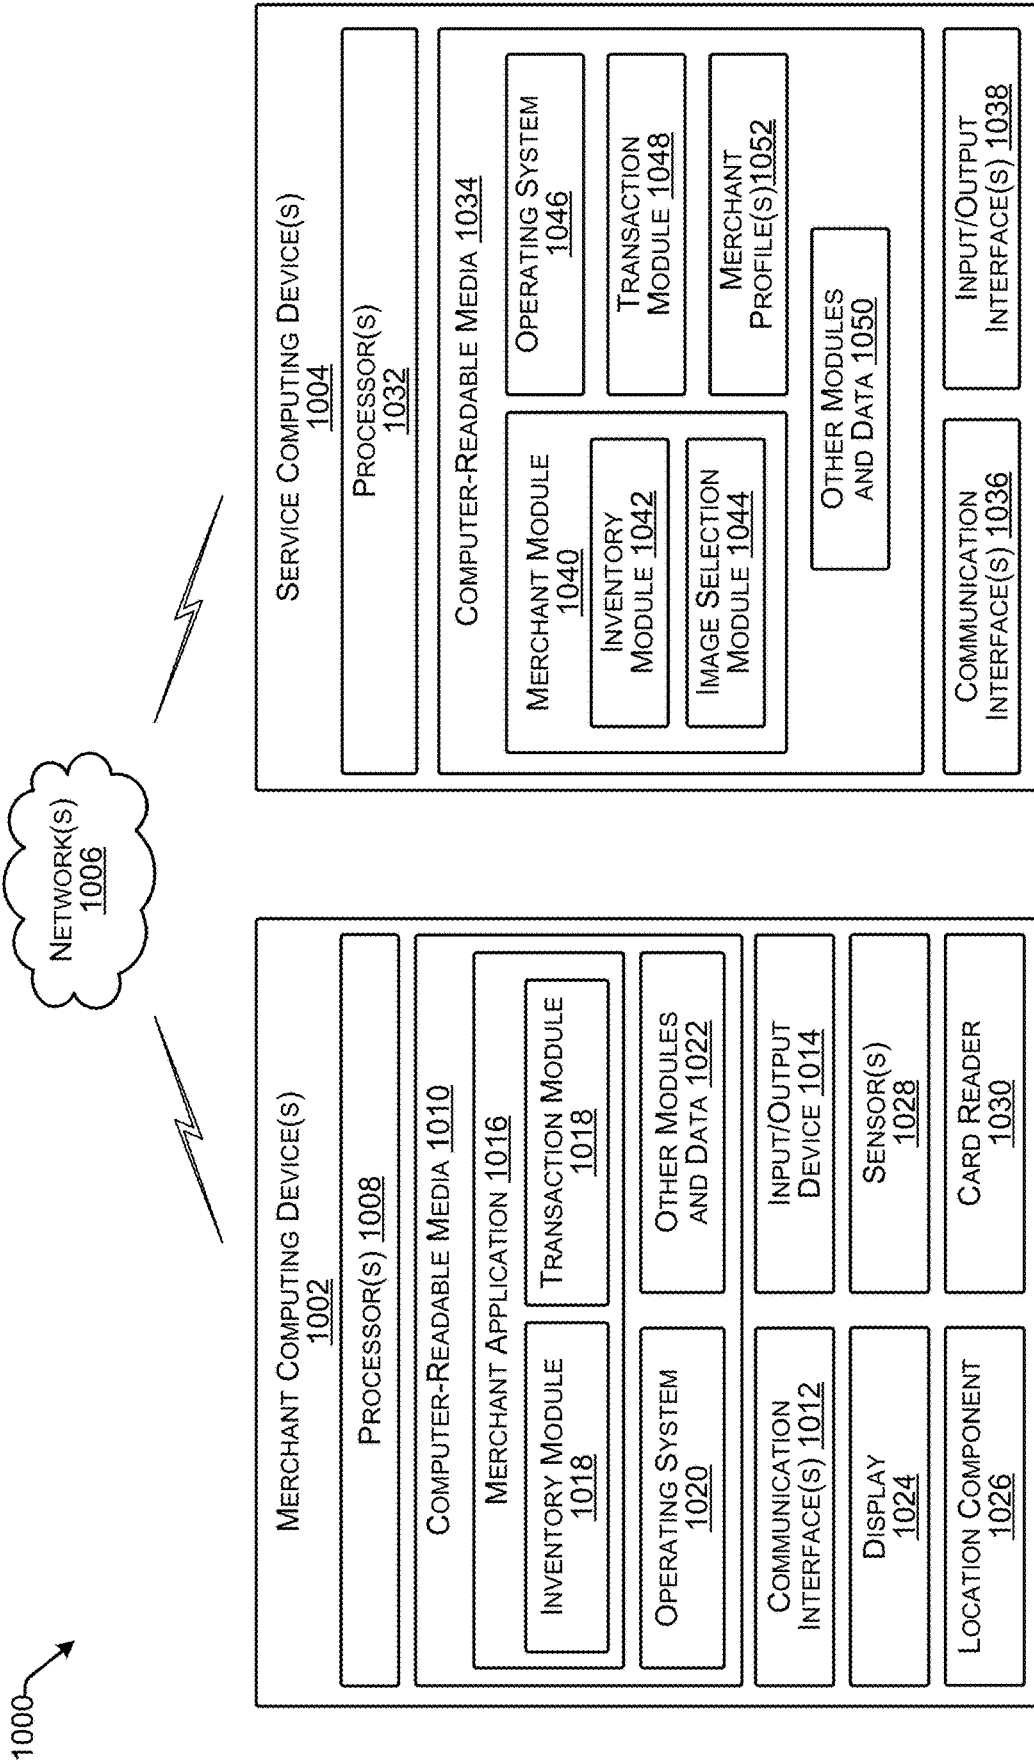 1000
NETWORK(S)
1006
MERCHANT COMPUTING DEVICE(S)
1002
PROCESSOR(S) 1008
COMPUTER-READABLE MEDIA 1010
MERCHANT APPLICATION 1016
INVENTORY MODULE
1018
TRANSACTION MODULE
1018
OPERATING SYSTEM
1020
OTHER MODULES
AND DATA 1022
COMMUNICATION
INTERFACE(S) 1012
INPUT/OUTPUT
DEVICE 1014
DISPLAY
1024
SENSOR(S)
1028
LOCATION COMPONENT
1026
CARD READER
1030
SERVICE COMPUTING DEVICE(S)
1004
PROCESSOR(S)
1032
COMPUTER-READABLE MEDIA 1034
MERCHANT MODULE
1040
INVENTORY
MODULE 1042
IMAGE SELECTION
MODULE 1044
OPERATING SYSTEM
1046
TRANSACTION
MODULE 1048
MERCHANT
PROFILE(S)1052
OTHER MODULES
AND DATA 1050
COMMUNICATION
INTERFACE(S) 1036
INPUT/OUTPUT
INTERFACE(S) 1038